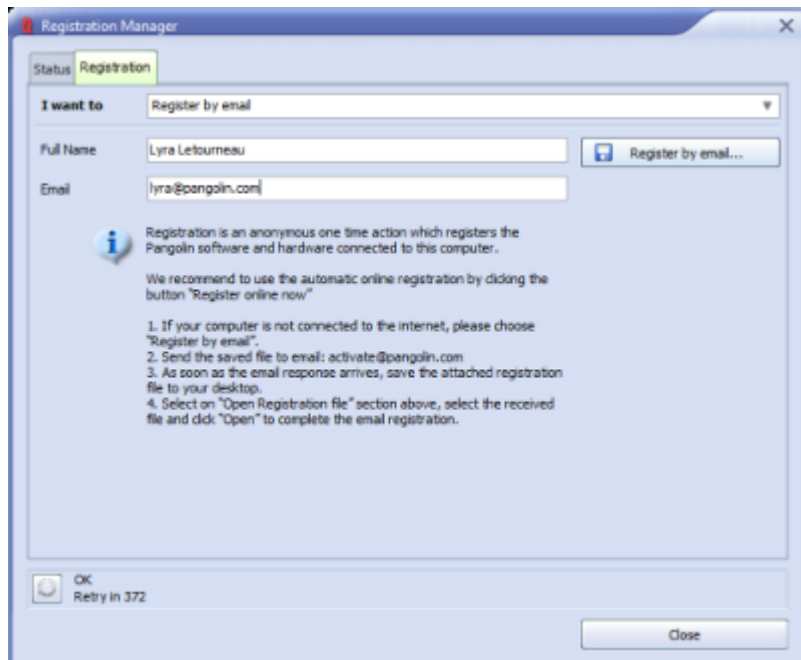 Registration Manager
Status Registration
I want to Register by email
Full Name Lyra Letourneau Register by email...
Email lyra@pangolin.com
Registration is an anonymous one time action which registers the
Pangolin software and hardware connected to this computer.
We recommend to use the automatic online registration by clicking the
button "Register online now"
1. If your computer is not connected to the internet, please choose
"Register by email".
2. Send the saved file to email: activate@pangolin.com
3. As soon as the email response arrives, save the attached registration
file to your desktop.
4. Select on "Open Registration file" section above, select the received
file and click "Open" to complete the email registration.
OK
Retry in 372
Close